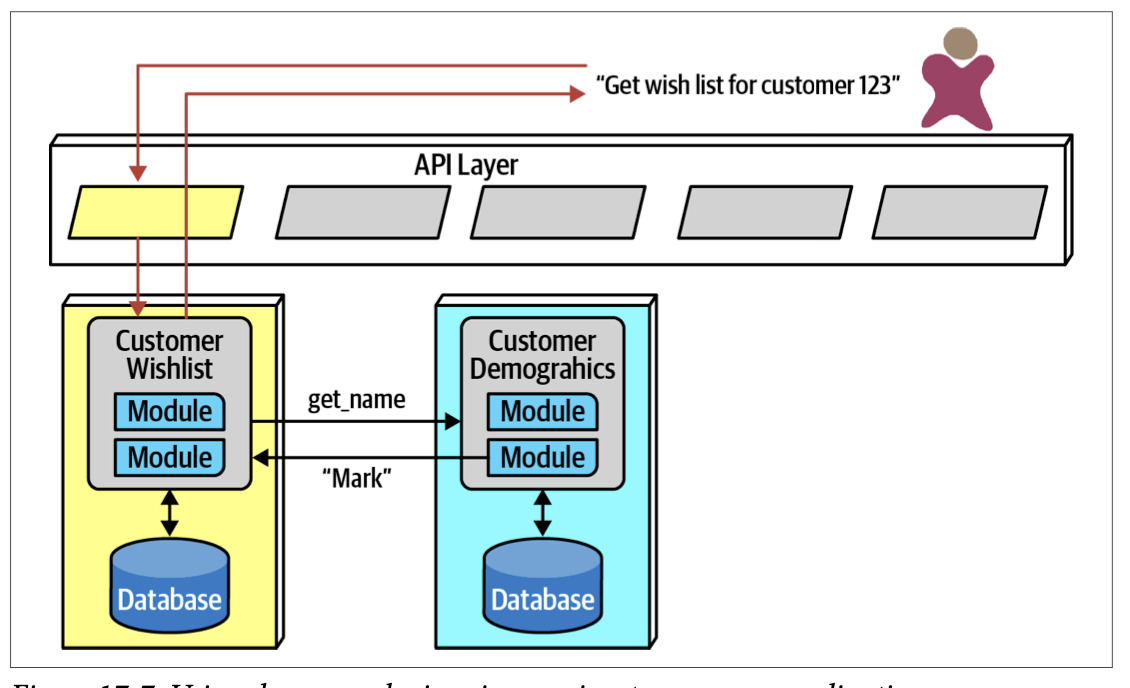 “Get wish list for customer 123”
API Layer
Customer
Wishlist
Module
Module
Database
get_name
“Mark”
Customer
Demograhics
Module
Module
Database